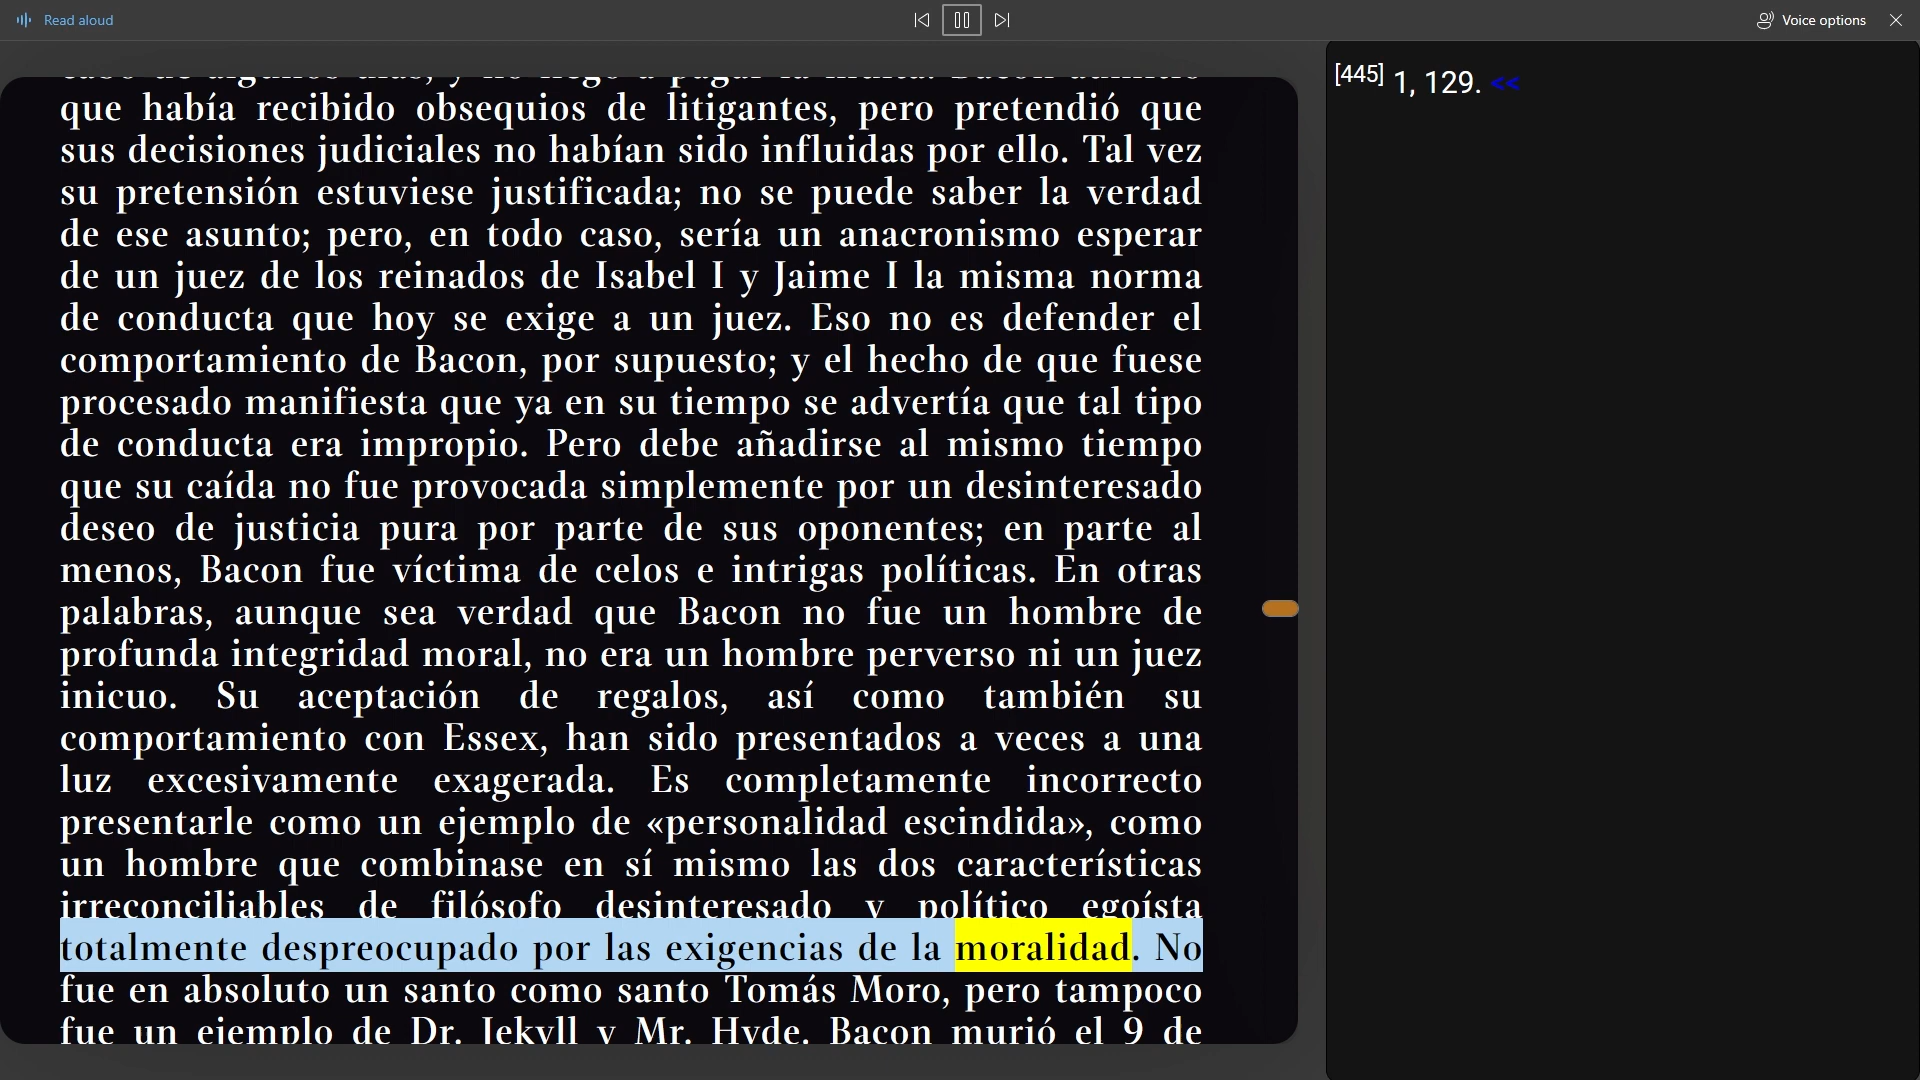 Read aloud
Voice options
que había recibido obsequios de litigantes, pero pretendió que
sus decisiones judiciales no habían sido influidas por ello. Tal vez
su pretensión estuviese justificada; no se puede saber la verdad
de ese asunto; pero, en todo caso, sería un anacronismo esperar
de un juez de los reinados de Isabel I y Jaime I la misma norma
de conducta que hoy se exige a un juez. Eso no es defender el
comportamiento de Bacon, por supuesto; y el hecho de que fuese
procesado manifiesta que ya en su tiempo se advertía que tal tipo
de conducta era impropio. Pero debe añadirse al mismo tiempo
que su caída no fue provocada simplemente por un desinteresado
deseo de justicia pura por parte de sus oponentes; en parte al
menos, Bacon fue víctima de celos e intrigas políticas. En otras
palabras, aunque sea verdad que Bacon no fue un hombre de
profunda integridad moral, no era un hombre perverso ni un juez
inicuo. Su aceptación de regalos, así como también su
comportamiento con Essex, han sido presentados a veces a una
luz excesivamente exagerada. Es completamente incorrecto
presentarle como un ejemplo de «personalidad escindida», como
un hombre que combinase en sí mismo las dos características
irreconciliables de filósofo desinteresado y político egoísta
totalmente despreocupado por las exigencias de la moralidad. No
fue en absoluto un santo como santo Tomás Moro, pero tampoco
fue un ejemplo de Dr. Jekyll y Mr. Hyde. Bacon murió el 9 de
[445] 1, 129. <<